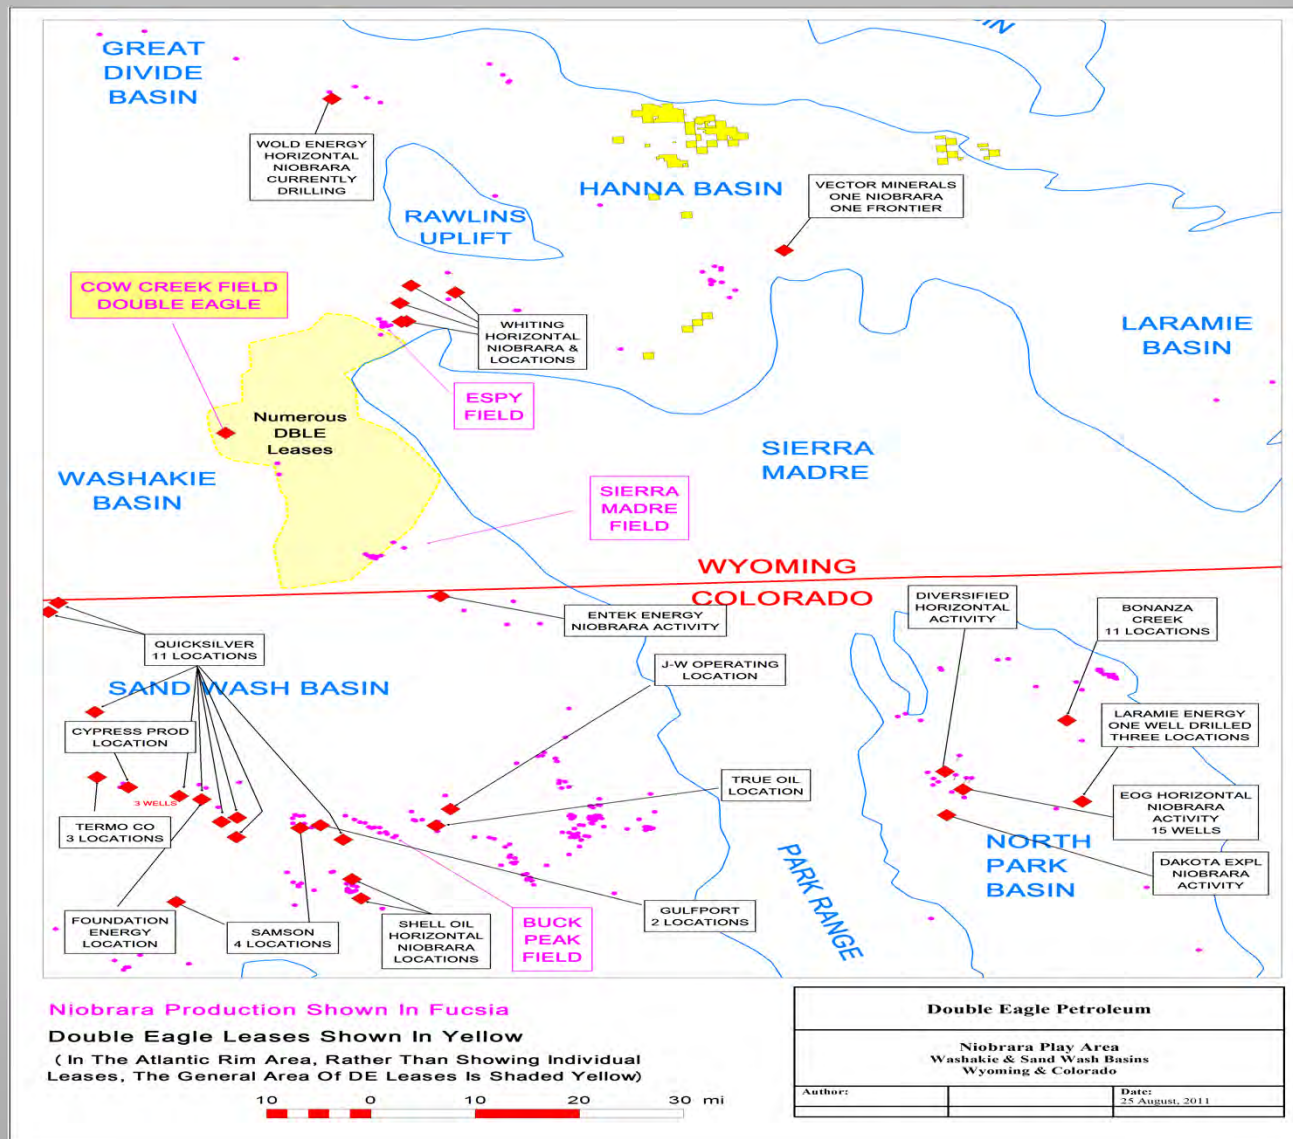 IN
GREAT
DIVIDE
BASIN
WOLD ENERGY
HORIZONTAL
NIOBRARA
CURRENTLY
DRILLING
HANNA BASIN
VECTOR MINERALS
ONE NIOBRARA
ONE FRONTIER
RAWLINS
UPLIFT
COW CREEK FIELD
DOUBLE EAGLE
WHITING
HORIZONTAL
NIOBRARA &
LOCATIONS
LARAMIE
BASIN
ESPY
FIELD
Numerous
DBLE
Leases
SIERRA
MADRE
WASHAKIE
BASIN
SIERRA
MADRE
FIELD
WYOMING
COLORADO
ENTEK ENERGY
NIOBRARA ACTIVITY
DIVERSIFIED
HORIZONTAL
ACTIVITY
BONANZA
CREEK
11 LOCATIONS
QUICKSILVER
11 LOCATIONS
J-W OPERATING
LOCATION
SAND WASH BASIN
CYPRESS PROD
LOCATION
LARAMIE ENERGY
ONE WELL DRILLED
THREE LOCATIONS
TRUE OIL
LOCATION
3 WELLS
EOG HORIZONTAL
NIOBRARA
ACTIVITY
15 WELLS
TERMO CO
3 LOCATIONS
NORTH
PARK
BASIN
DAKOTA EXPL
NIOBRARA
ACTIVITY
PARK RANGE
FOUNDATION
ENERGY
LOCATION
SAMSON
4 LOCATIONS
SHELL OIL
HORIZONTAL
NIOBRARA
LOCATIONS
BUCK
PEAK
FIELD
GULFPORT
2 LOCATIONS
Niobrara Production Shown In Fucsia
Double Eagle Leases Shown In Yellow
( In The Atlantic Rim Area, Rather Than Showing Individual
Leases, The General Area Of DE Leases Is Shaded Yellow)
10 0 10 20 30 mi
Double Eagle Petroleum
Niobrara Play Area
Washakie & Sand Wash Basins
Wyoming & Colorado
Author:
Date:
25 August, 2011